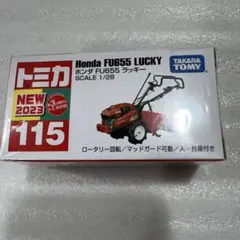 トミカ
Honda FU655 LUCKY
ホンダ FU655 ラッキー
SCALE 1/28
TAKARA
TOMY
NEW
2023
115
ロータリー回転/マッドガード可動/人・台座付き